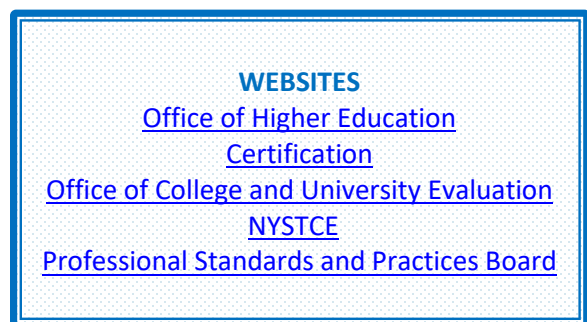 WEBSITES
Office of Higher Education
Certification
Office of College and University Evaluation
NYSTCE
Professional Standards and Practices Board